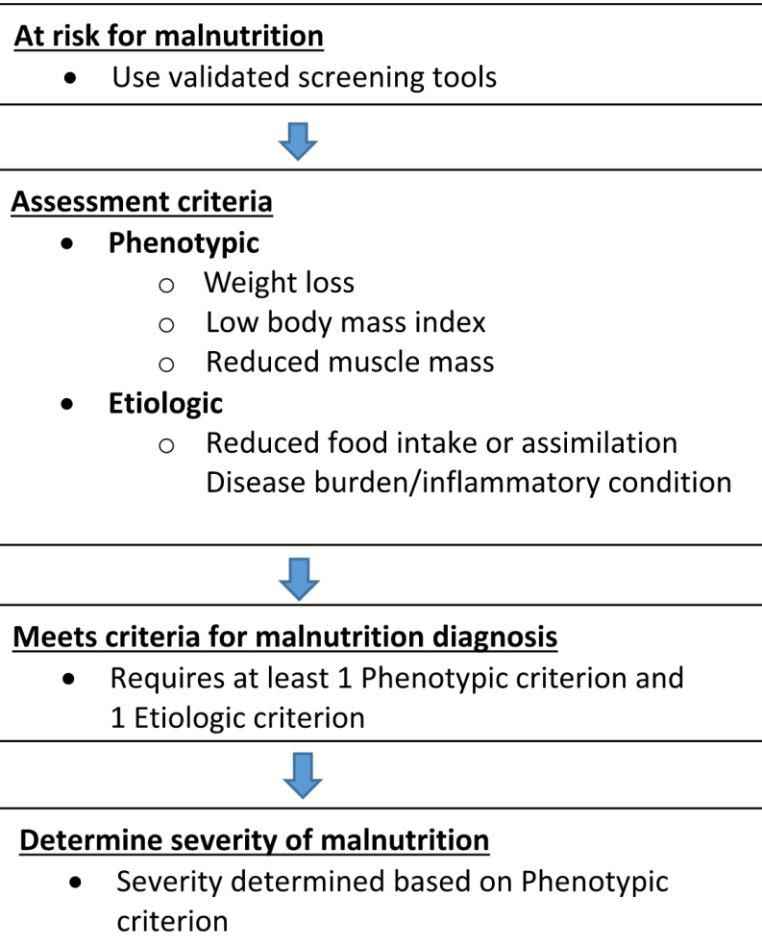 At risk for malnutrition
• Use validated screening tools
Assessment criteria
• Phenotypic
○ Weight loss
○ Low body mass index
○ Reduced muscle mass
• Etiologic
○ Reduced food intake or assimilation
Disease burden/inflammatory condition
Meets criteria for malnutrition diagnosis
• Requires at least 1 Phenotypic criterion and
1 Etiologic criterion
Determine severity of malnutrition
• Severity determined based on Phenotypic
criterion